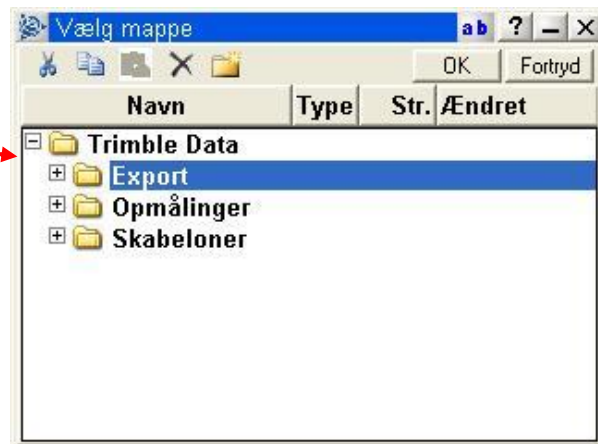 Vælg mappe ab ? – ×
OK Fortryd
Navn Type Str. Ændret
Trimble Data
Export
Opmålinger
Skabeloner